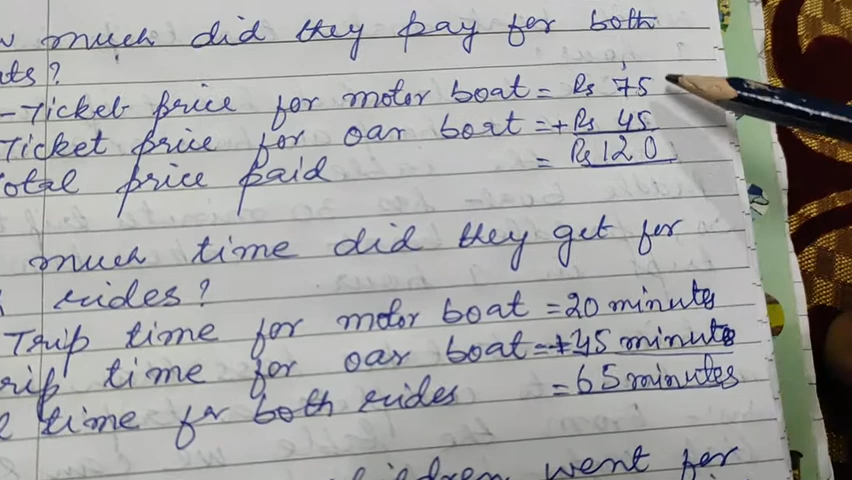 much did they pay for both
ts?
Ticket price for motor boat = Rs 75
Ticket price for oar boat = + Rs 45
otal price paid = Rs 120
much time did they get for
rides?
Trip time for motor boat = 20 minutes
rip time for oar boat = + 45 minutes
time for both rides = 65 minutes
went for